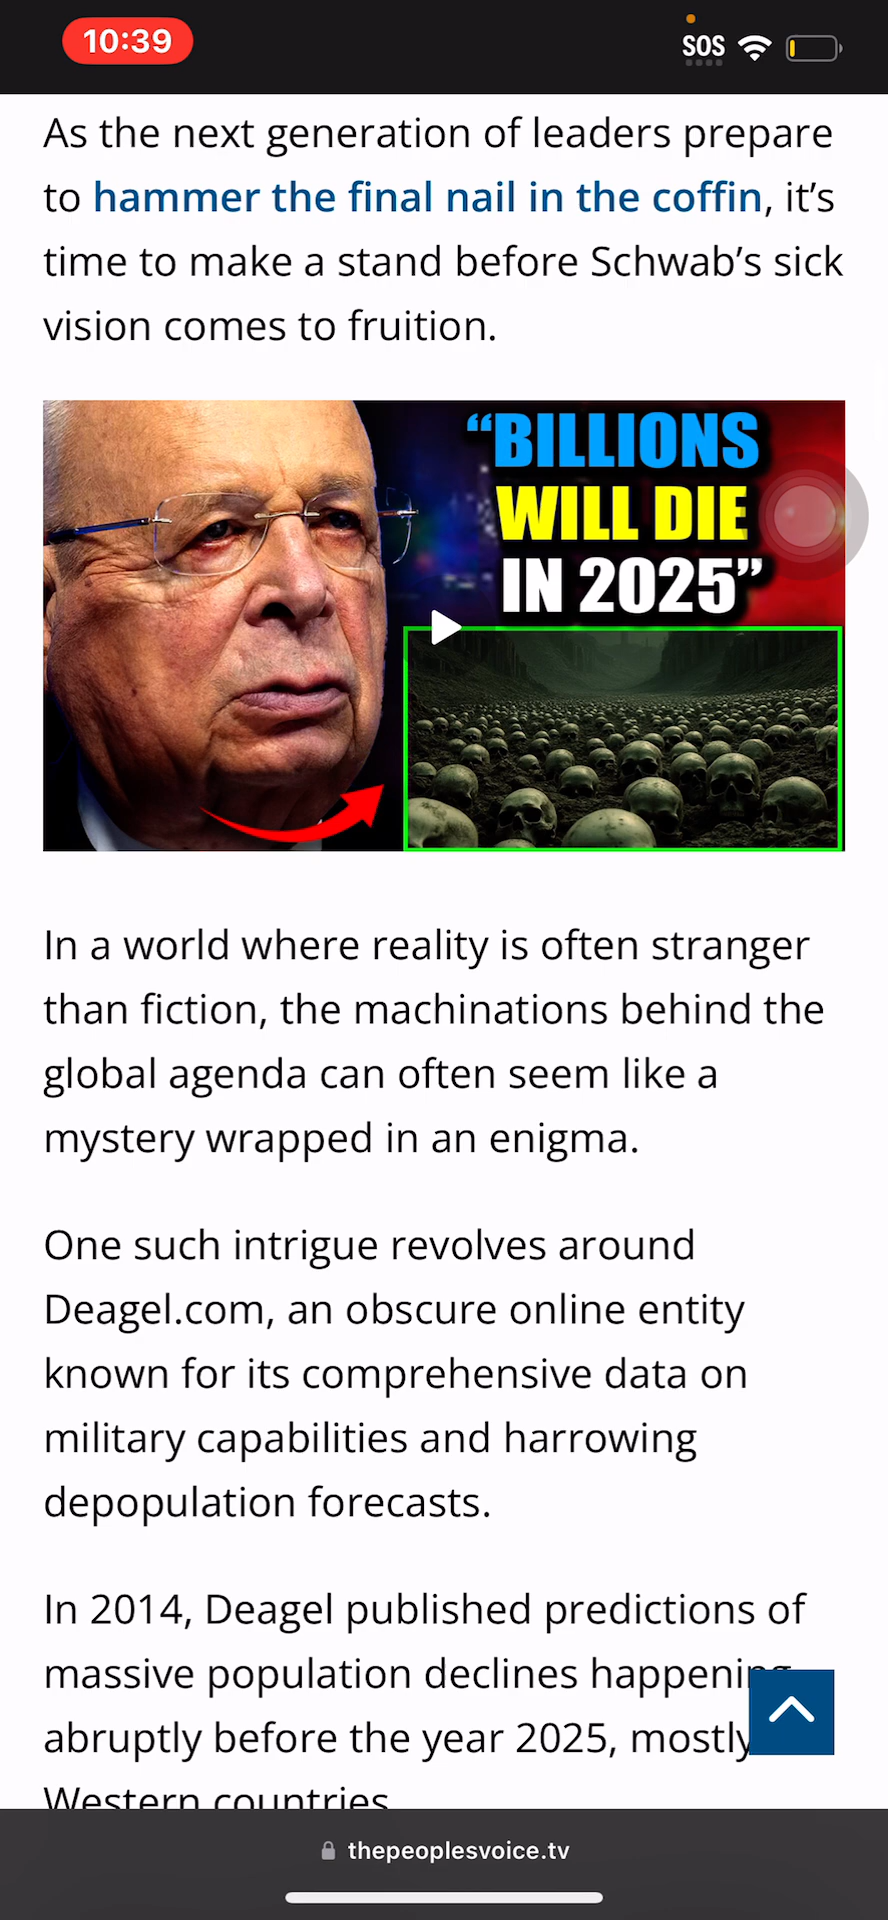 10:39
SOS
As the next generation of leaders prepare
to hammer the final nail in the coffin, it's
time to make a stand before Schwab's sick
vision comes to fruition.
“BILLIONS
WILL DIE
IN 2025”
In a world where reality is often stranger
than fiction, the machinations behind the
global agenda can often seem like a
mystery wrapped in an enigma.
One such intrigue revolves around
Deagel.com, an obscure online entity
known for its comprehensive data on
military capabilities and harrowing
depopulation forecasts.
In 2014, Deagel published predictions of
massive population declines happening
abruptly before the year 2025, mostly
Western countries
thepeoplesvoice.tv